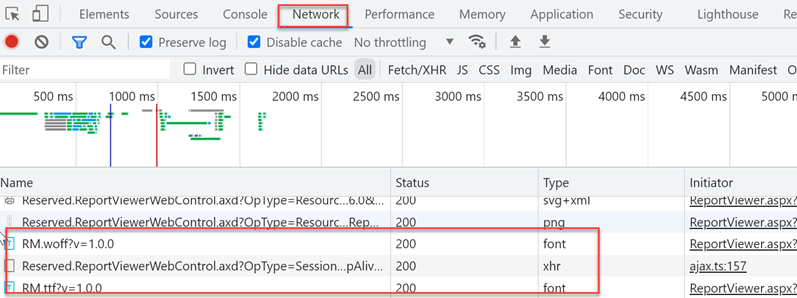 Elements Sources Console Network Performance Memory Application Security Lighthouse R
Preserve log Disable cache No throttling
Filter Invert Hide data URLs All Fetch/XHR JS CSS Img Media Font Doc WS Wasm Manifest O
500 ms 1000 ms 1500 ms 2000 ms 2500 ms 3000 ms 3500 ms 4000 ms 4500 ms 5000 m
Name Status Type Initiator
Reserved.ReportViewerWebControl.axd?OpType=Resourc...6.0&... 200 svg+xml ReportViewer.aspx?
Reserved.ReportViewerWebControl.axd?OpType=Resource...Rep... 200 png ReportViewer.aspx?
RM.woff?v=1.0.0 200 font ReportViewer.aspx?
Reserved.ReportViewerWebControl.axd?OpType=Session...pAliv... 200 xhr ajax.ts:157
RM.ttf?v=1.0.0 200 font ReportViewer.aspx?